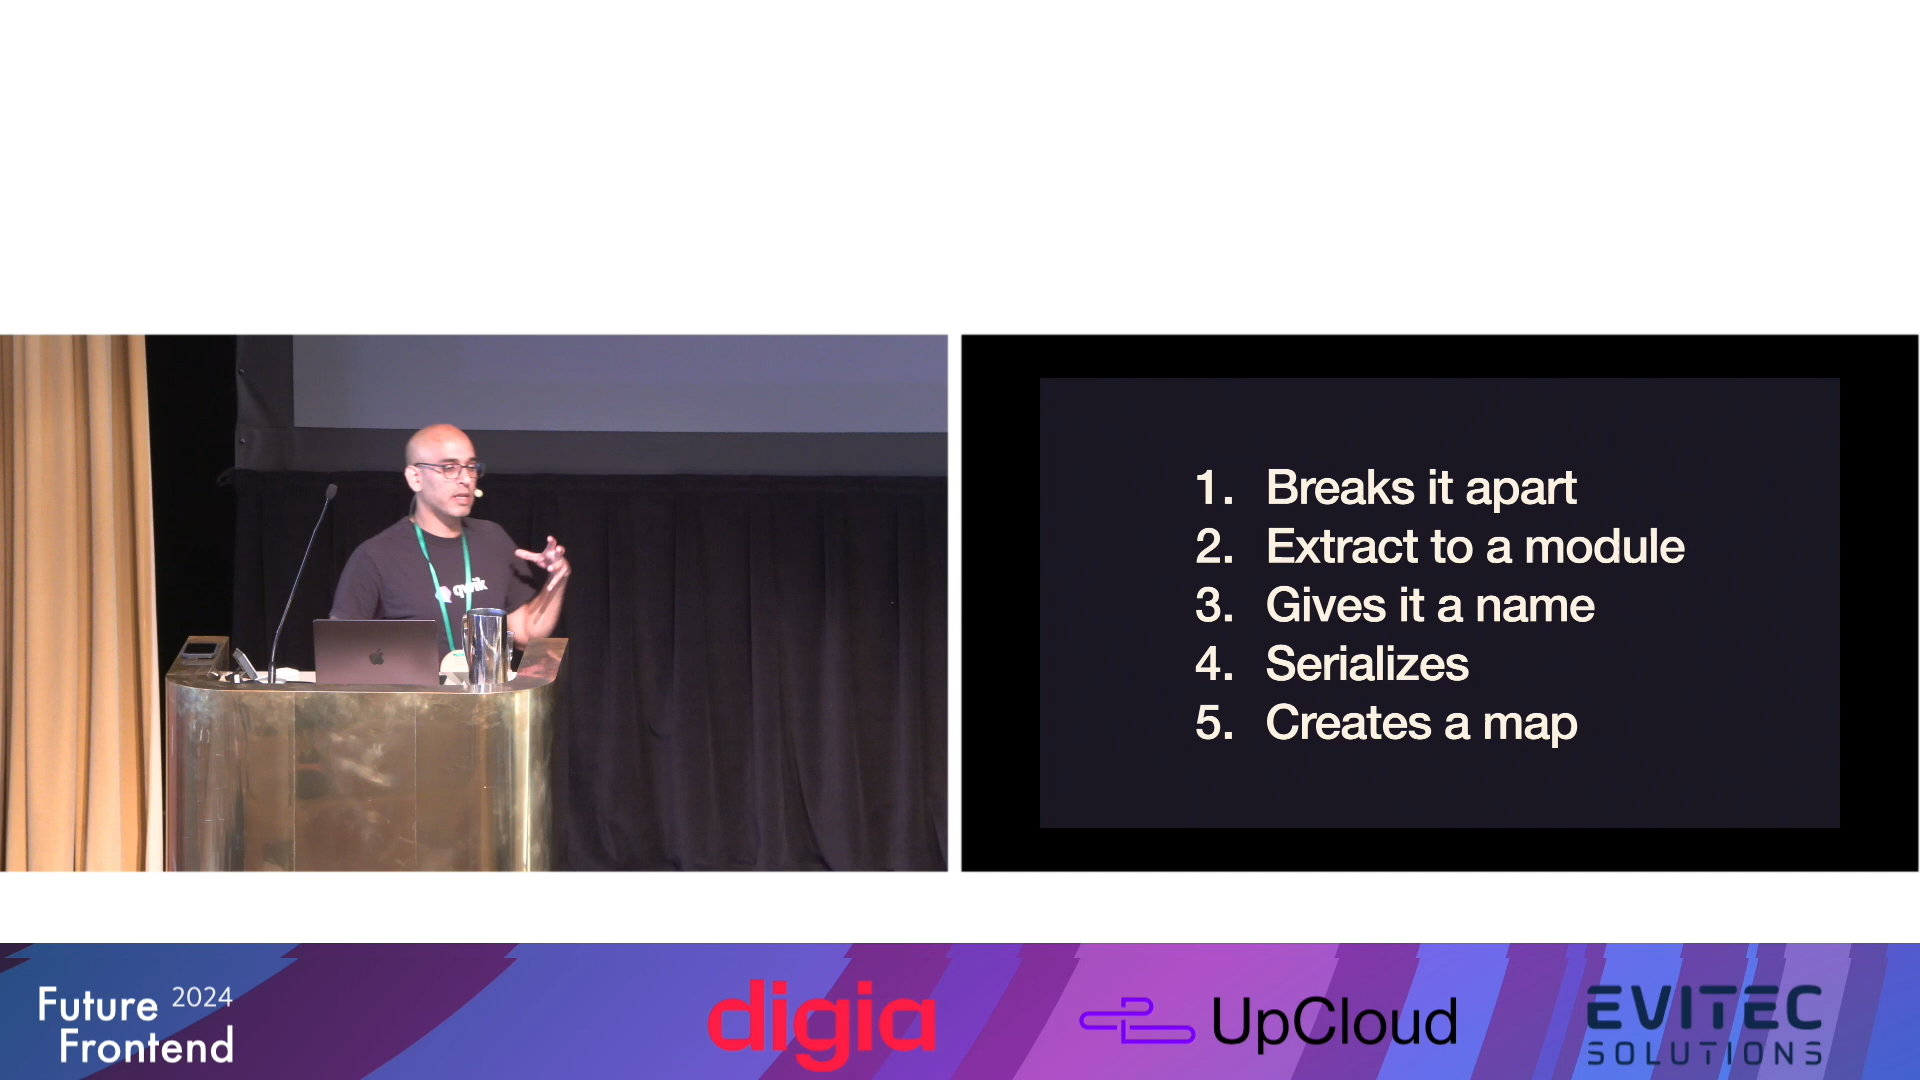 qwik
1. Breaks it apart
2. Extract to a module
3. Gives it a name
4. Serializes
5. Creates a map
Future 2024
Frontend
digia
UpCloud
EVITEC
SOLUTIONS